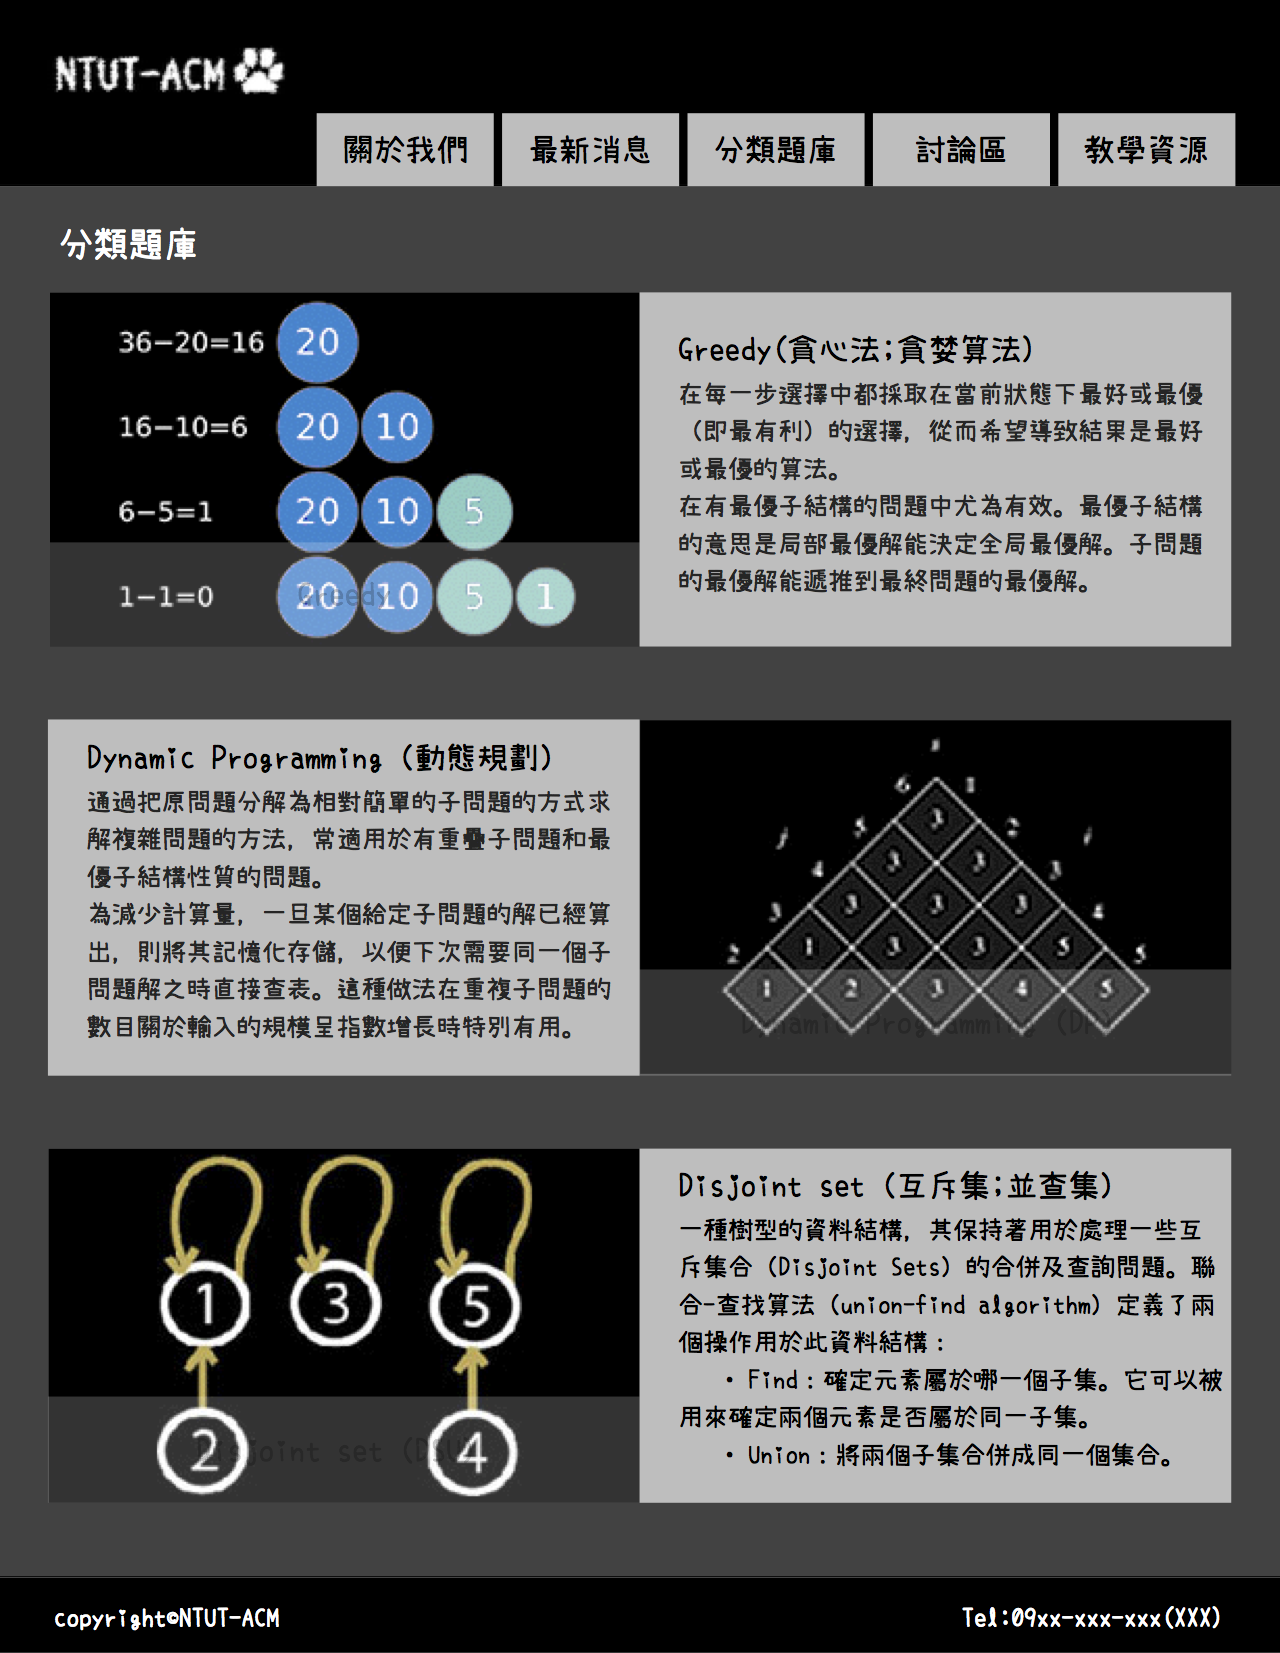 NTUT-ACM
關於我們
最新消息
分類題庫
討論區
教學資源
分類題庫
36−20=16 20
16−10=6 20 10
6−5=1 20 10 5
1−1=0 20 10 5 1
Greedy
Greedy(貪心法;貪婪算法)
在每一步選擇中都採取在當前狀態下最好或最優
（即最有利）的選擇，從而希望導致結果是最好
或最優的算法。
在有最優子結構的問題中尤為有效。最優子結構
的意思是局部最優解能決定全局最優解。子問題
的最優解能遞推到最終問題的最優解。
Dynamic Programming (動態規劃)
通過把原問題分解為相對簡單的子問題的方式求
解複雜問題的方法，常適用於有重疊子問題和最
優子結構性質的問題。
為減少計算量，一旦某個給定子問題的解已經算
出，則將其記憶化存儲，以便下次需要同一個子
問題解之時直接查表。這種做法在重複子問題的
數目關於輸入的規模呈指數增長時特別有用。
6 1
3
5 2
3 3
4 3
3 3 3
3 4
1 3 3 5
2 5
1 2 3 4 5
Dynamic Programming (DP)
1 3 5
2 4
Disjoint set (DSU)
Disjoint set (互斥集;並查集)
一種樹型的資料結構，其保持著用於處理一些互
斥集合（Disjoint Sets）的合併及查詢問題。聯
合-查找算法（union-find algorithm）定義了兩
個操作用於此資料結構：
• Find：確定元素屬於哪一個子集。它可以被
用來確定兩個元素是否屬於同一子集。
• Union：將兩個子集合併成同一個集合。
copyright©NTUT-ACM
Tel:09xx-xxx-xxx(XXX)